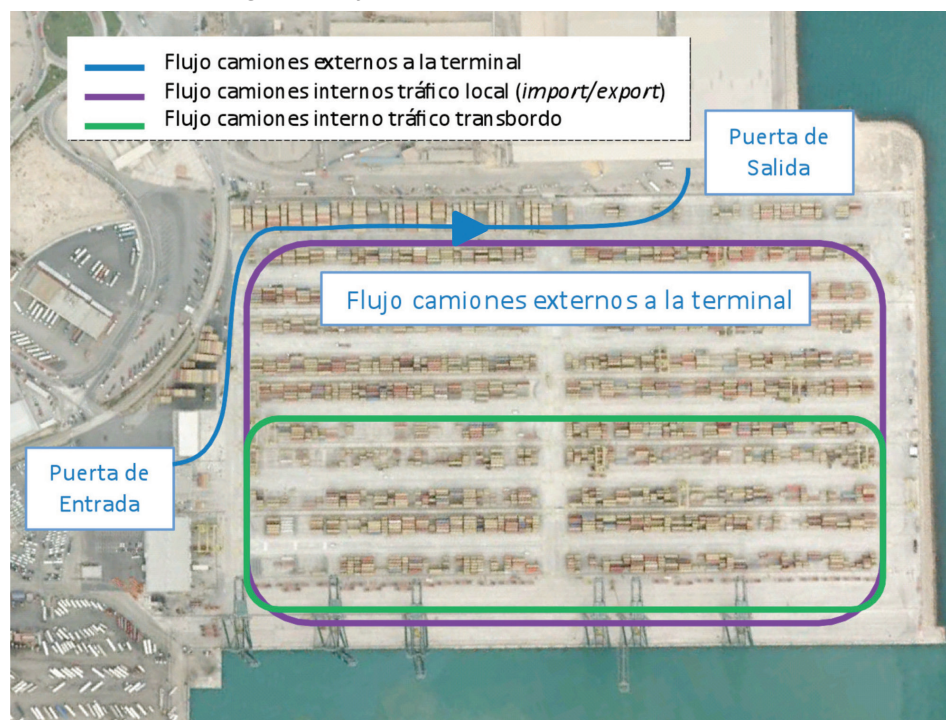 Flujo camiones externos a la terminal
Flujo camiones internos tráfico local (import/export)
Flujo camiones interno tráfico transbordo
Puerta de
Salida
Flujo camiones externos a la terminal
Puerta de
Entrada